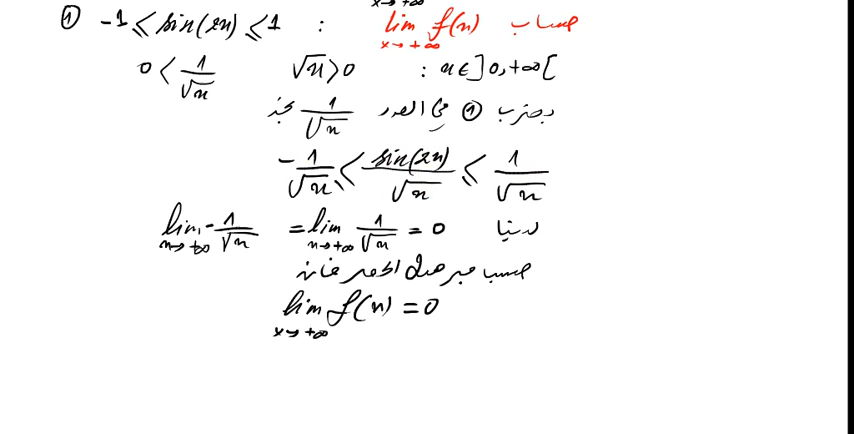 x→+∞
حساب lim f(x) : -1 ≤ sin(2x) ≤ 1 ①
x→+∞
x∈]0,+∞[ : √x>0 0<1/√x
بضرب ① في العدد 1/√x نجد
-1/√x ≤ sin(2x)/√x ≤ 1/√x
لدينا lim -1/√x = lim 1/√x = 0
x→+∞ x→+∞
حسب مبرهنة الحصر فإن
lim f(x) = 0
x→+∞